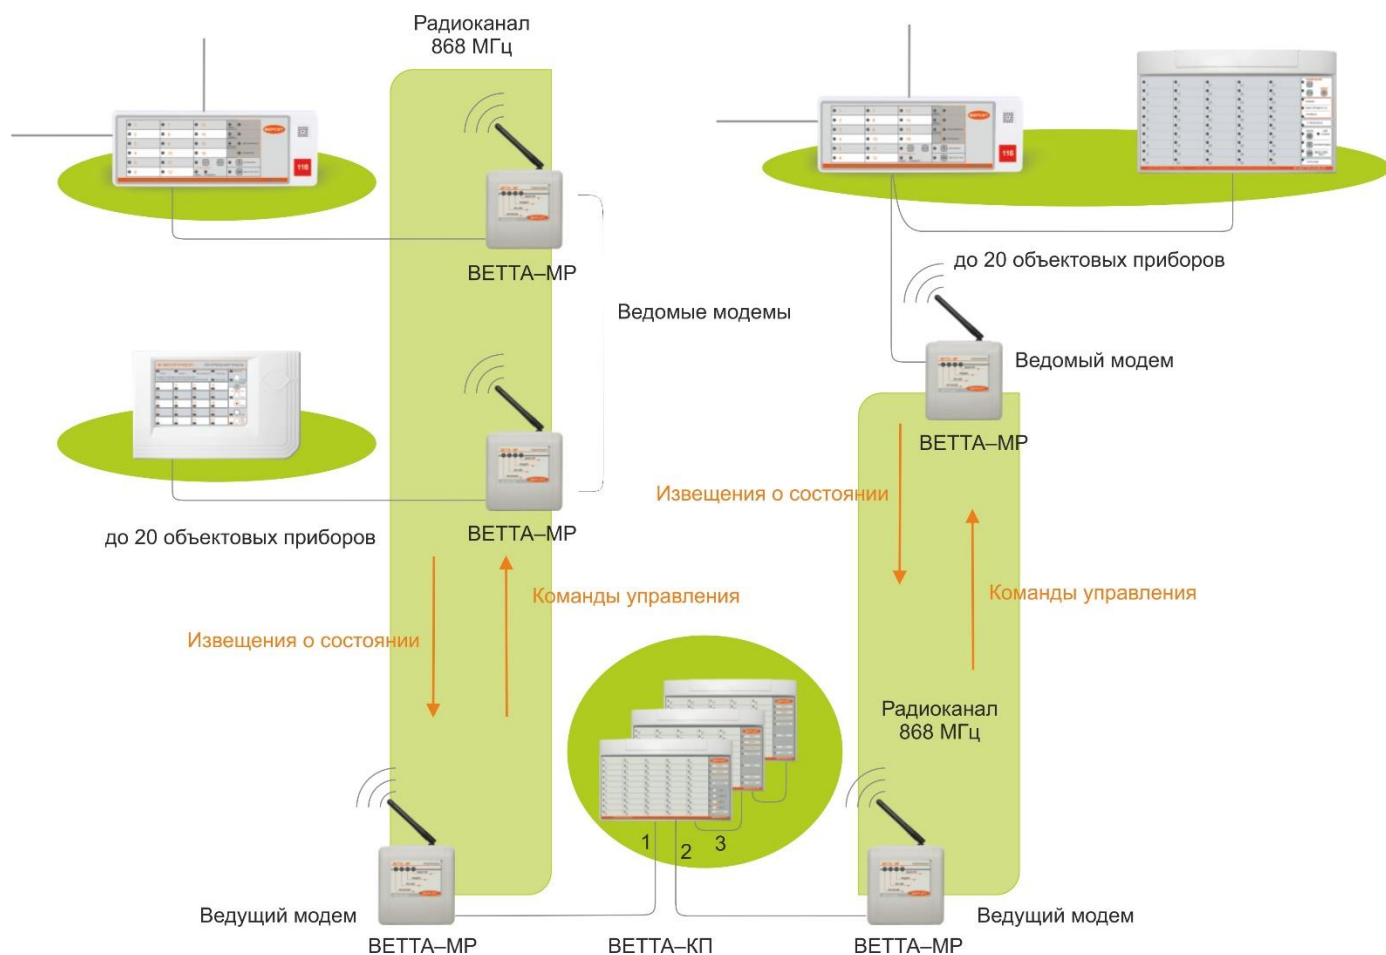 Радиоканал
868 МГц
ВЕТТА–МР
Ведомые модемы
до 20 объектовых приборов
Ведомый модем
ВЕТТА–МР
Извещения о состоянии
ВЕТТА–МР
до 20 объектовых приборов
Команды управления
Команды управления
Извещения о состоянии
Радиоканал
868 МГц
1
2
3
Ведущий модем
Ведущий модем
ВЕТТА–МР
ВЕТТА–КП
ВЕТТА–МР